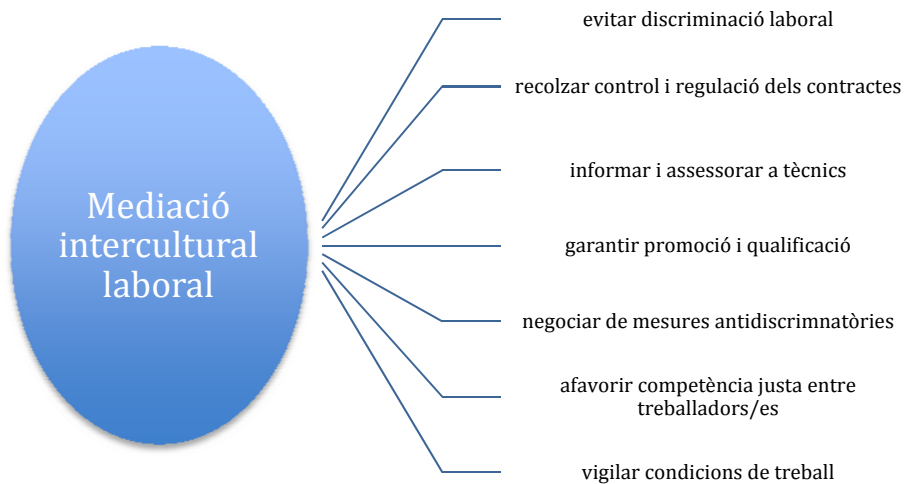 Mediació
intercultural
laboral
evitar discriminació laboral
recolzar control i regulació dels contractes
informar i assessorar a tècnics
garantir promoció i qualificació
negociar de mesures antidiscrimnatòries
afavorir competència justa entre
treballadors/es
vigilar condicions de treball